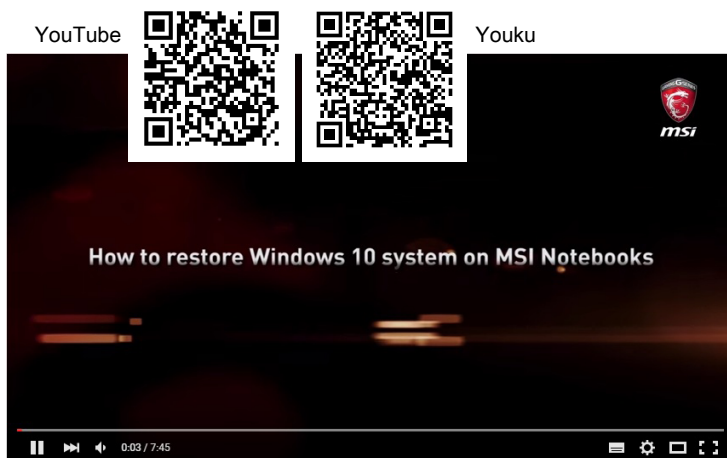 YouTube
Youku
msi
How to restore Windows 10 system on MSI Notebooks
0:03 / 7:45